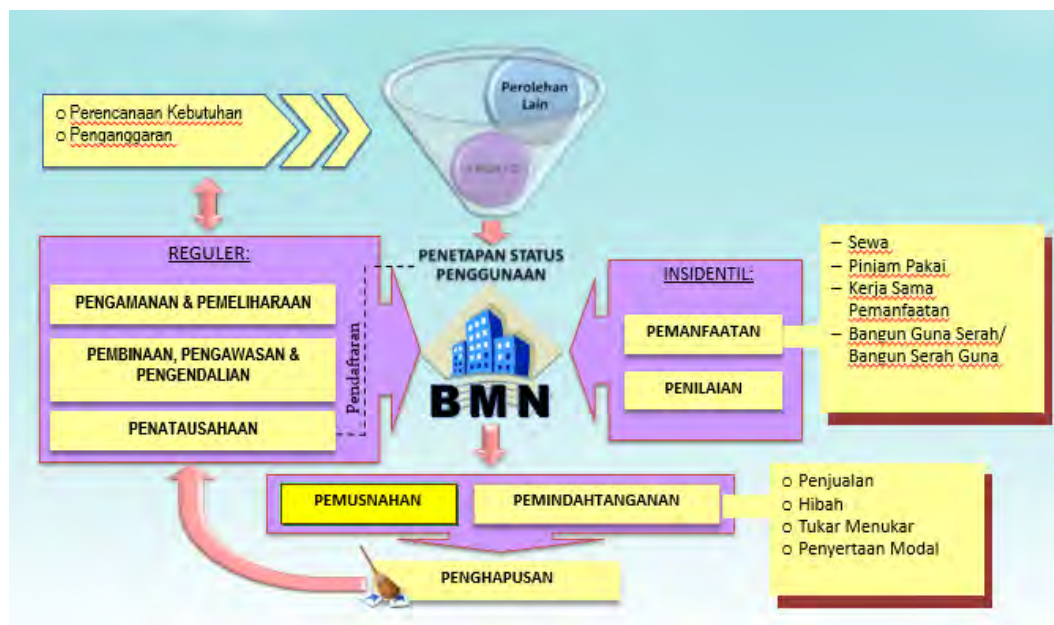 Perolehan
Lain
o Perencanaan Kebutuhan
o Penganggaran
PENETAPAN STATUS
PENGGUNAAN
REGULER:
PENGAMANAN & PEMELIHARAAN
PEMBINAAN, PENGAWASAN &
PENGENDALIAN
PENATAUSAHAAN
Pendaftaran
BMN
INSIDENTIL:
PEMANFAATAN
PENILAIAN
– Sewa
– Pinjam Pakai
– Kerja Sama
Pemanfaatan
– Bangun Guna Serah/
Bangun Serah Guna
PEMUSNAHAN
PEMINDAHTANGANAN
o Penjualan
o Hibah
o Tukar Menukar
o Penyertaan Modal
PENGHAPUSAN